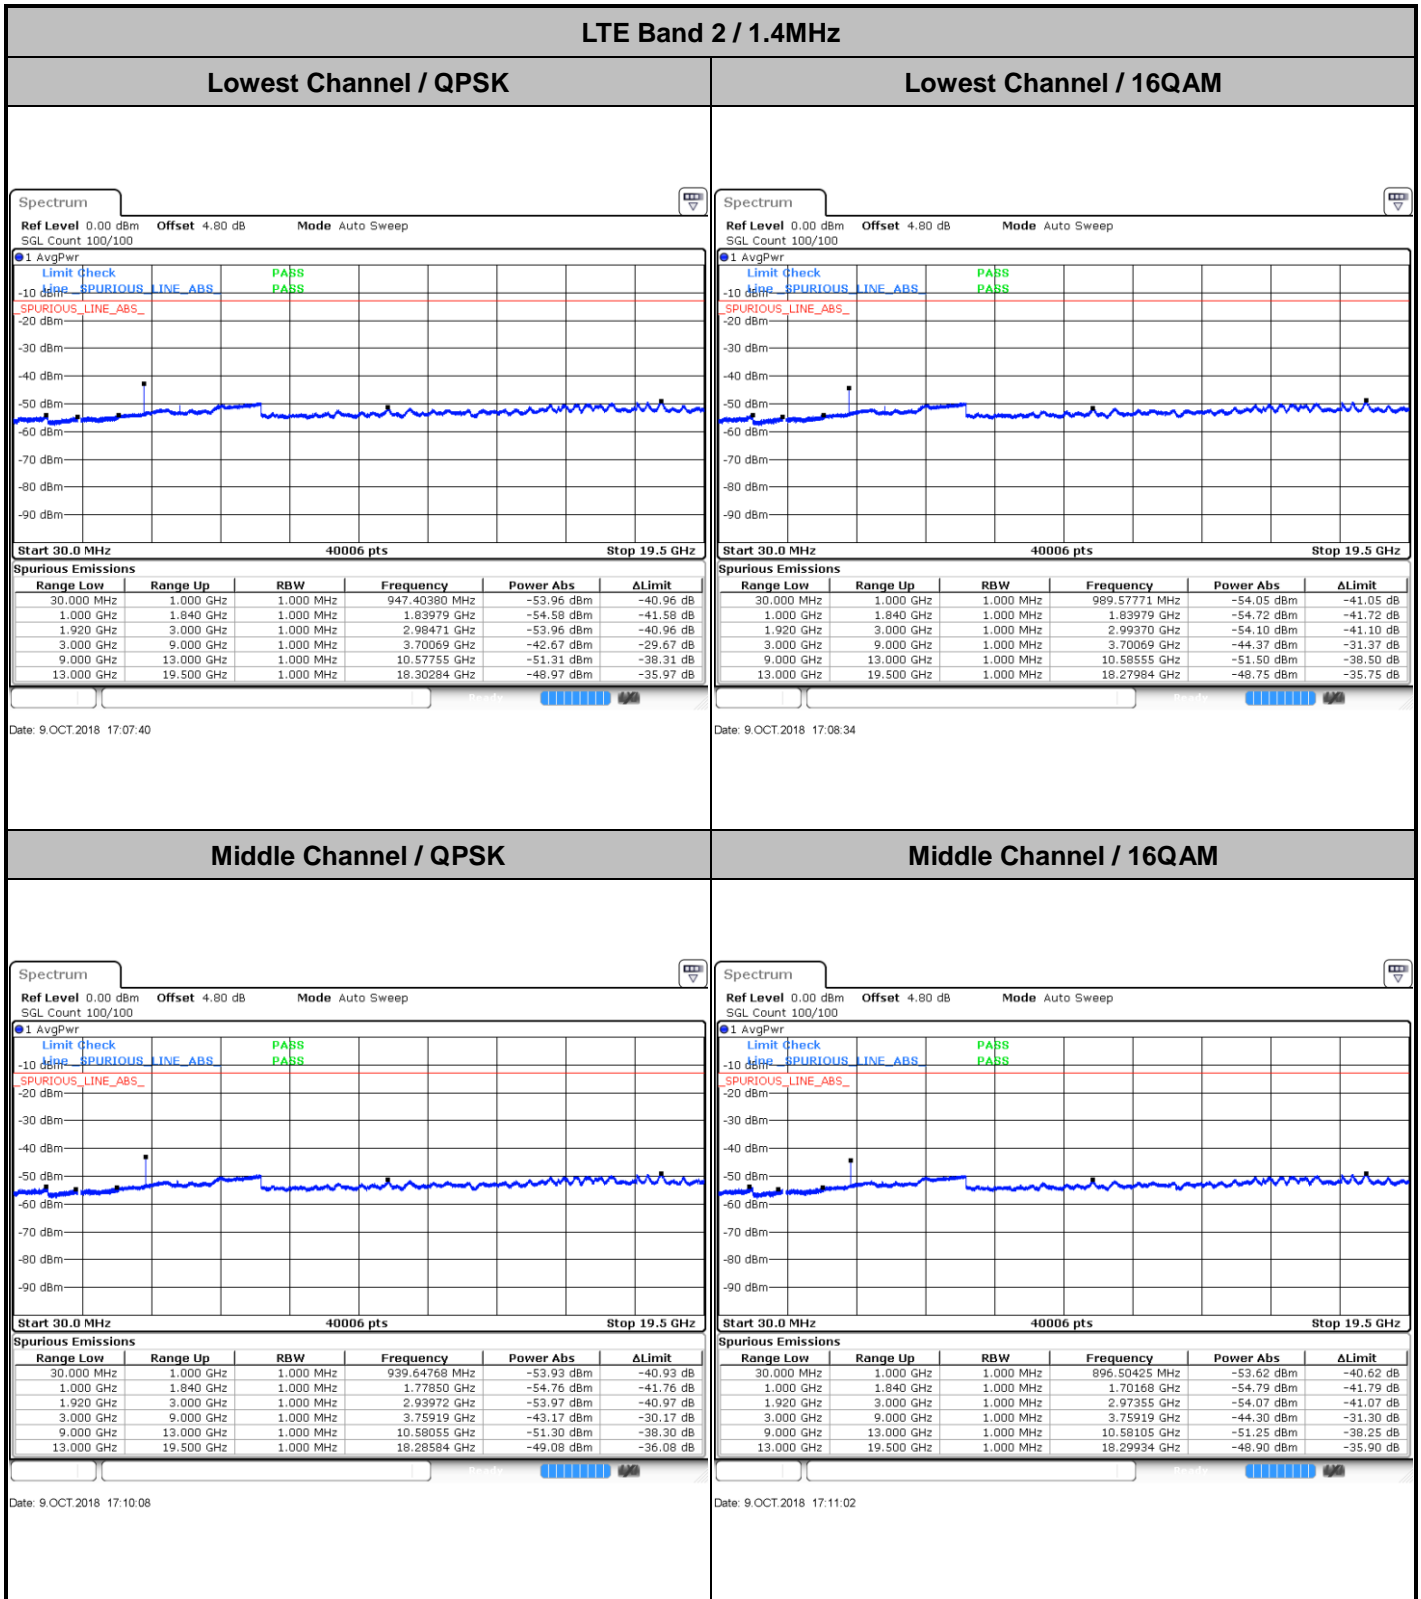 LTE Band 2 / 1.4MHz
Lowest Channel / QPSK
Lowest Channel / 16QAM
Spectrum
Ref Level 0.00 dBm Offset 4.80 dB Mode Auto Sweep
SGL Count 100/100
1 AvgPwr
Limit Check PASS
Line _SPURIOUS_LINE_ABS_ PASS
-10 dBm
_SPURIOUS_LINE_ABS_
-20 dBm
-30 dBm
-40 dBm
-50 dBm
-60 dBm
-70 dBm
-80 dBm
-90 dBm
Start 30.0 MHz 40006 pts Stop 19.5 GHz
Spurious Emissions
Range Low Range Up RBW Frequency Power Abs ΔLimit
30.000 MHz 1.000 GHz 1.000 MHz 947.40380 MHz -53.96 dBm -40.96 dB
1.000 GHz 1.840 GHz 1.000 MHz 1.83979 GHz -54.58 dBm -41.58 dB
1.920 GHz 3.000 GHz 1.000 MHz 2.98471 GHz -53.96 dBm -40.96 dB
3.000 GHz 9.000 GHz 1.000 MHz 3.70069 GHz -42.67 dBm -29.67 dB
9.000 GHz 13.000 GHz 1.000 MHz 10.57755 GHz -51.31 dBm -38.31 dB
13.000 GHz 19.500 GHz 1.000 MHz 18.30284 GHz -48.97 dBm -35.97 dB
Ready
Date: 9.OCT.2018 17:07:40
Spectrum
Ref Level 0.00 dBm Offset 4.80 dB Mode Auto Sweep
SGL Count 100/100
1 AvgPwr
Limit Check PASS
Line _SPURIOUS_LINE_ABS_ PASS
-10 dBm
_SPURIOUS_LINE_ABS_
-20 dBm
-30 dBm
-40 dBm
-50 dBm
-60 dBm
-70 dBm
-80 dBm
-90 dBm
Start 30.0 MHz 40006 pts Stop 19.5 GHz
Spurious Emissions
Range Low Range Up RBW Frequency Power Abs ΔLimit
30.000 MHz 1.000 GHz 1.000 MHz 989.57771 MHz -54.05 dBm -41.05 dB
1.000 GHz 1.840 GHz 1.000 MHz 1.83979 GHz -54.72 dBm -41.72 dB
1.920 GHz 3.000 GHz 1.000 MHz 2.99370 GHz -54.10 dBm -41.10 dB
3.000 GHz 9.000 GHz 1.000 MHz 3.70069 GHz -44.37 dBm -31.37 dB
9.000 GHz 13.000 GHz 1.000 MHz 10.58555 GHz -51.50 dBm -38.50 dB
13.000 GHz 19.500 GHz 1.000 MHz 18.27984 GHz -48.75 dBm -35.75 dB
Ready
Date: 9.OCT.2018 17:08:34
Middle Channel / QPSK
Middle Channel / 16QAM
Spectrum
Ref Level 0.00 dBm Offset 4.80 dB Mode Auto Sweep
SGL Count 100/100
1 AvgPwr
Limit Check PASS
Line _SPURIOUS_LINE_ABS_ PASS
-10 dBm
_SPURIOUS_LINE_ABS_
-20 dBm
-30 dBm
-40 dBm
-50 dBm
-60 dBm
-70 dBm
-80 dBm
-90 dBm
Start 30.0 MHz 40006 pts Stop 19.5 GHz
Spurious Emissions
Range Low Range Up RBW Frequency Power Abs ΔLimit
30.000 MHz 1.000 GHz 1.000 MHz 939.64768 MHz -53.93 dBm -40.93 dB
1.000 GHz 1.840 GHz 1.000 MHz 1.77850 GHz -54.76 dBm -41.76 dB
1.920 GHz 3.000 GHz 1.000 MHz 2.93972 GHz -53.97 dBm -40.97 dB
3.000 GHz 9.000 GHz 1.000 MHz 3.75919 GHz -43.17 dBm -30.17 dB
9.000 GHz 13.000 GHz 1.000 MHz 10.58055 GHz -51.30 dBm -38.30 dB
13.000 GHz 19.500 GHz 1.000 MHz 18.28584 GHz -49.08 dBm -36.08 dB
Ready
Date: 9.OCT.2018 17:10:08
Spectrum
Ref Level 0.00 dBm Offset 4.80 dB Mode Auto Sweep
SGL Count 100/100
1 AvgPwr
Limit Check PASS
Line _SPURIOUS_LINE_ABS_ PASS
-10 dBm
_SPURIOUS_LINE_ABS_
-20 dBm
-30 dBm
-40 dBm
-50 dBm
-60 dBm
-70 dBm
-80 dBm
-90 dBm
Start 30.0 MHz 40006 pts Stop 19.5 GHz
Spurious Emissions
Range Low Range Up RBW Frequency Power Abs ΔLimit
30.000 MHz 1.000 GHz 1.000 MHz 896.50425 MHz -53.62 dBm -40.62 dB
1.000 GHz 1.840 GHz 1.000 MHz 1.70168 GHz -54.79 dBm -41.79 dB
1.920 GHz 3.000 GHz 1.000 MHz 2.97355 GHz -54.07 dBm -41.07 dB
3.000 GHz 9.000 GHz 1.000 MHz 3.75919 GHz -44.30 dBm -31.30 dB
9.000 GHz 13.000 GHz 1.000 MHz 10.58105 GHz -51.25 dBm -38.25 dB
13.000 GHz 19.500 GHz 1.000 MHz 18.29934 GHz -48.90 dBm -35.90 dB
Ready
Date: 9.OCT.2018 17:11:02